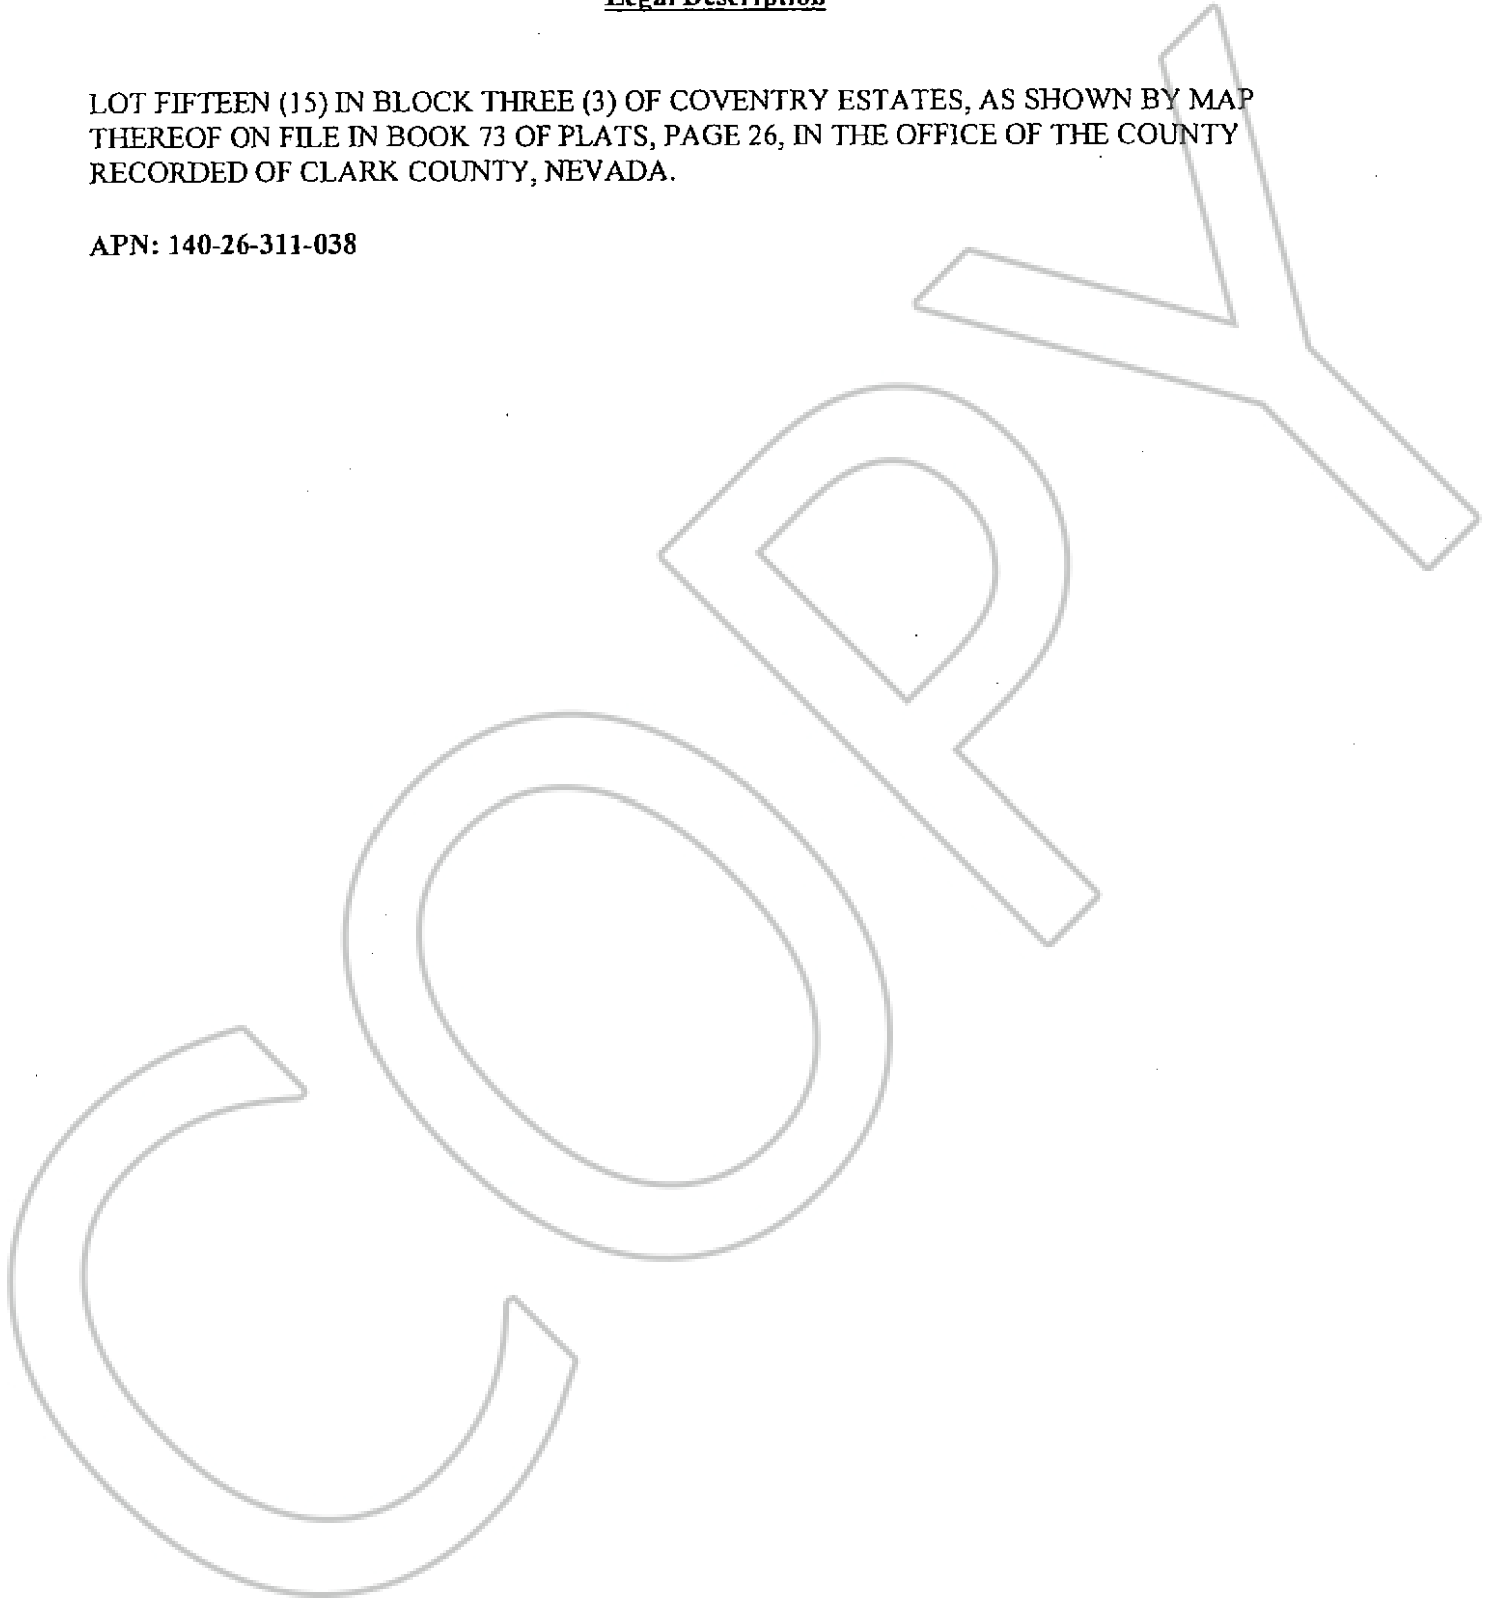 Legal Description
LOT FIFTEEN (15) IN BLOCK THREE (3) OF COVENTRY ESTATES, AS SHOWN BY MAP
THEREOF ON FILE IN BOOK 73 OF PLATS, PAGE 26, IN THE OFFICE OF THE COUNTY
RECORDED OF CLARK COUNTY, NEVADA.
APN: 140-26-311-038
COPY